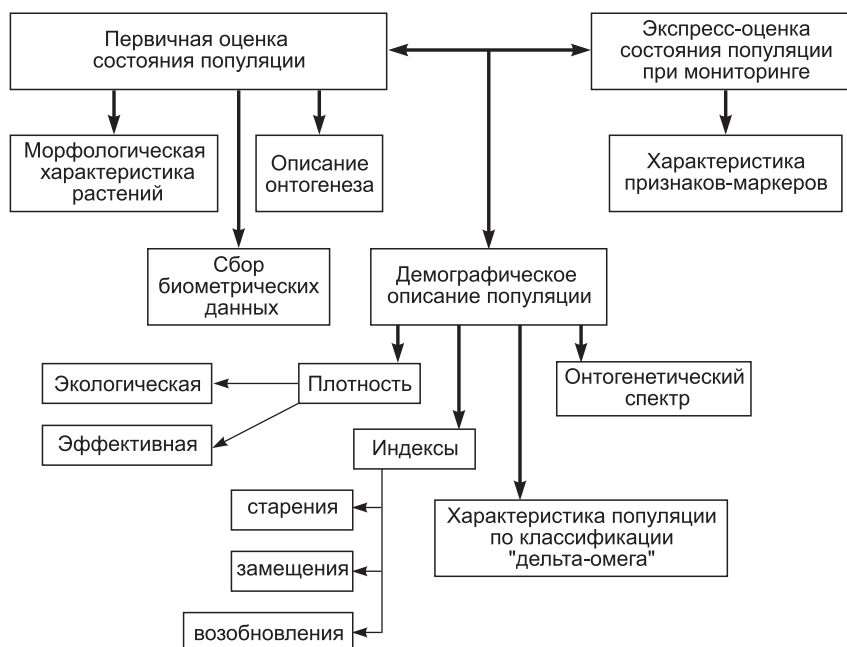 Первичная оценка
состояния популяции
Экспресс-оценка
состояния популяции
при мониторинге
Морфологическая
характеристика
растений
Описание
онтогенеза
Характеристика
признаков-маркеров
Сбор
биометрических
данных
Демографическое
описание популяции
Экологическая
Плотность
Онтогенетический
спектр
Эффективная
Индексы
старения
Характеристика популяции
по классификации
"дельта-омега"
замещения
возобновления